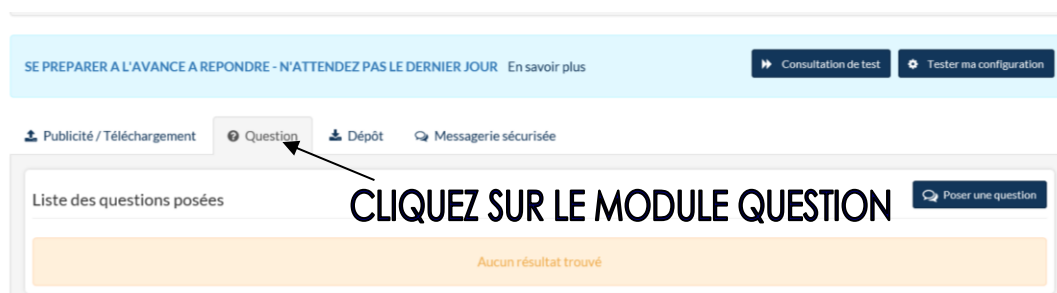 SE PREPARER A L'AVANCE A REPONDRE - N'ATTENDEZ PAS LE DERNIER JOUR En savoir plus Consultation de test Tester ma configuration
Publicité / Téléchargement Question Dépôt Messagerie sécurisée
Liste des questions posées CLIQUEZ SUR LE MODULE QUESTION Poser une question
Aucun résultat trouvé